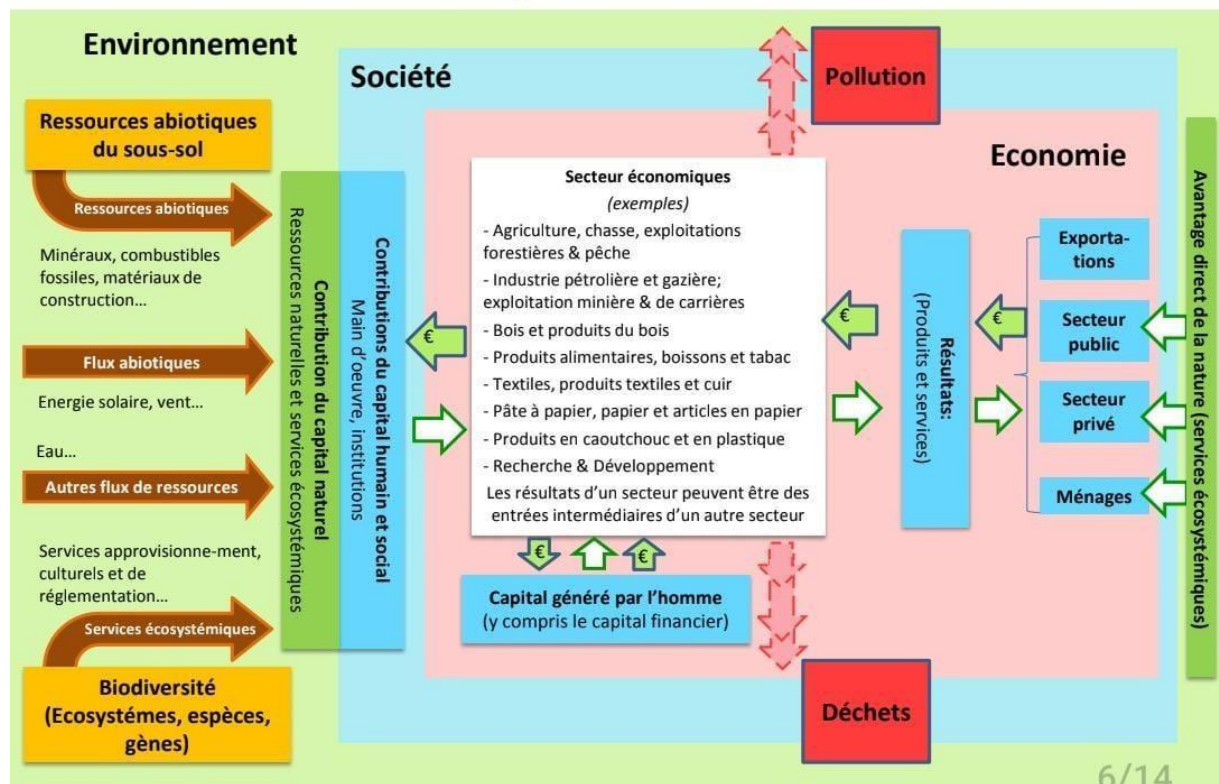 Environnement
Société
Pollution
Economie
Ressources abiotiques
du sous-sol
Ressources abiotiques
Minéraux, combustibles
fossiles, matériaux de
construction…
Flux abiotiques
Energie solaire, vent…
Eau…
Autres flux de ressources
Services approvisionne-ment,
culturels et de
réglementation…
Services écosystémiques
Biodiversité
(Ecosystémes, espèces,
gènes)
Contribution du capital naturel
Ressources naturelles et services écosystémiques
Contributions du capital humain et social
Main d'oeuvre, institutions
€
Secteur économiques
(exemples)
- Agriculture, chasse, exploitations
forestières & pêche
- Industrie pétrolière et gazière;
exploitation minière & de carrières
- Bois et produits du bois
- Produits alimentaires, boissons et tabac
- Textiles, produits textiles et cuir
- Pâte à papier, papier et articles en papier
- Produits en caoutchouc et en plastique
- Recherche & Développement
Les résultats d'un secteur peuvent être des
entrées intermédiaires d'un autre secteur
€ €
Capital généré par l'homme
(y compris le capital financier)
€
Résultats:
(Produits et services)
€
Exporta-
tions
Secteur
public
Secteur
privé
Ménages
Avantage direct de la nature (services écosystémiques)
Déchets
6/14